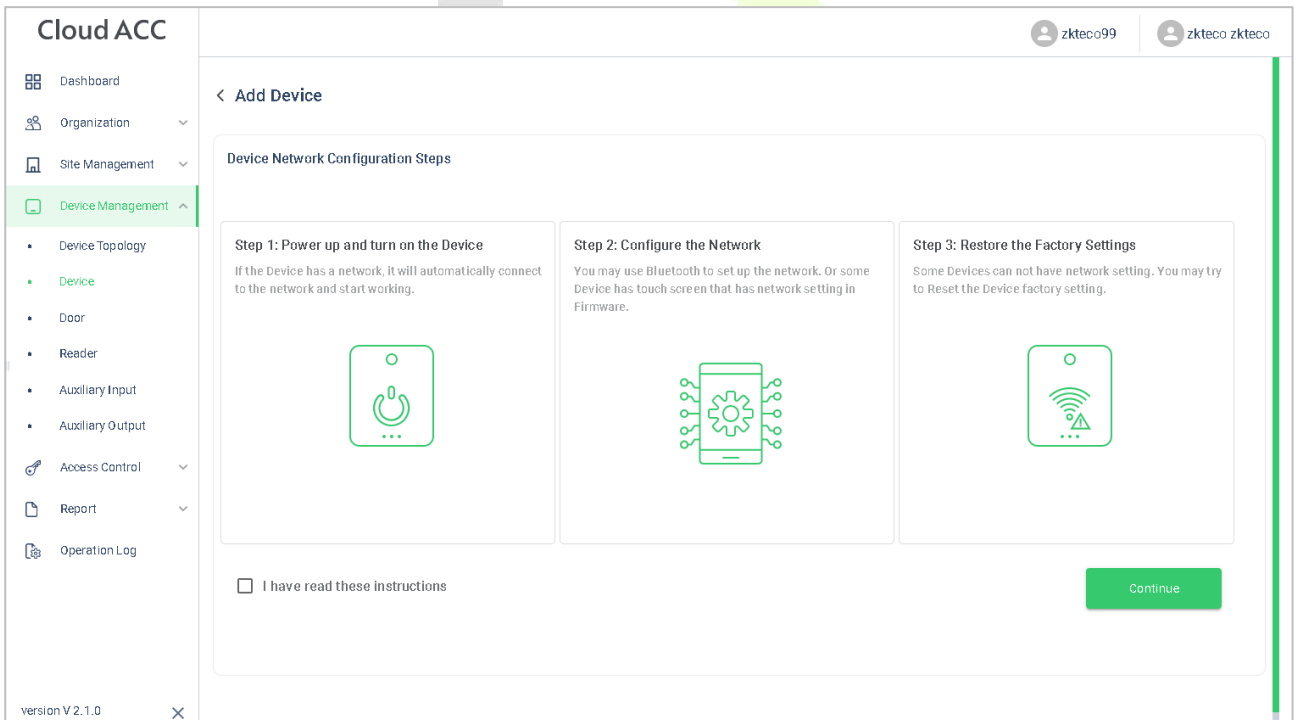 Cloud ACC
zkteco99
zkteco zkteco
Dashboard
Organization
Site Management
Device Management
Device Topology
Device
Door
Reader
Auxiliary Input
Auxiliary Output
Access Control
Report
Operation Log
version V 2.1.0
Add Device
Device Network Configuration Steps
Step 1: Power up and turn on the Device
If the Device has a network, it will automatically connect
to the network and start working.
Step 2: Configure the Network
You may use Bluetooth to set up the network. Or some
Device has touch screen that has network setting in
Firmware.
Step 3: Restore the Factory Settings
Some Devices can not have network setting. You may try
to Reset the Device factory setting.
I have read these instructions
Continue